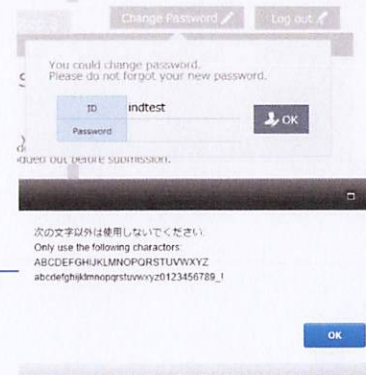 Change Password
Log out
You could change password.
Please do not forgot your new password.
ID
indtest
Password
OK
before submission.
次の文字以外は使用しないでください.
Only use the following charactors:
ABCDEFGHIJKLMNOPQRSTUVWXYZ
abcdefghijklmnopqrstuvwxyz0123456789_!
OK